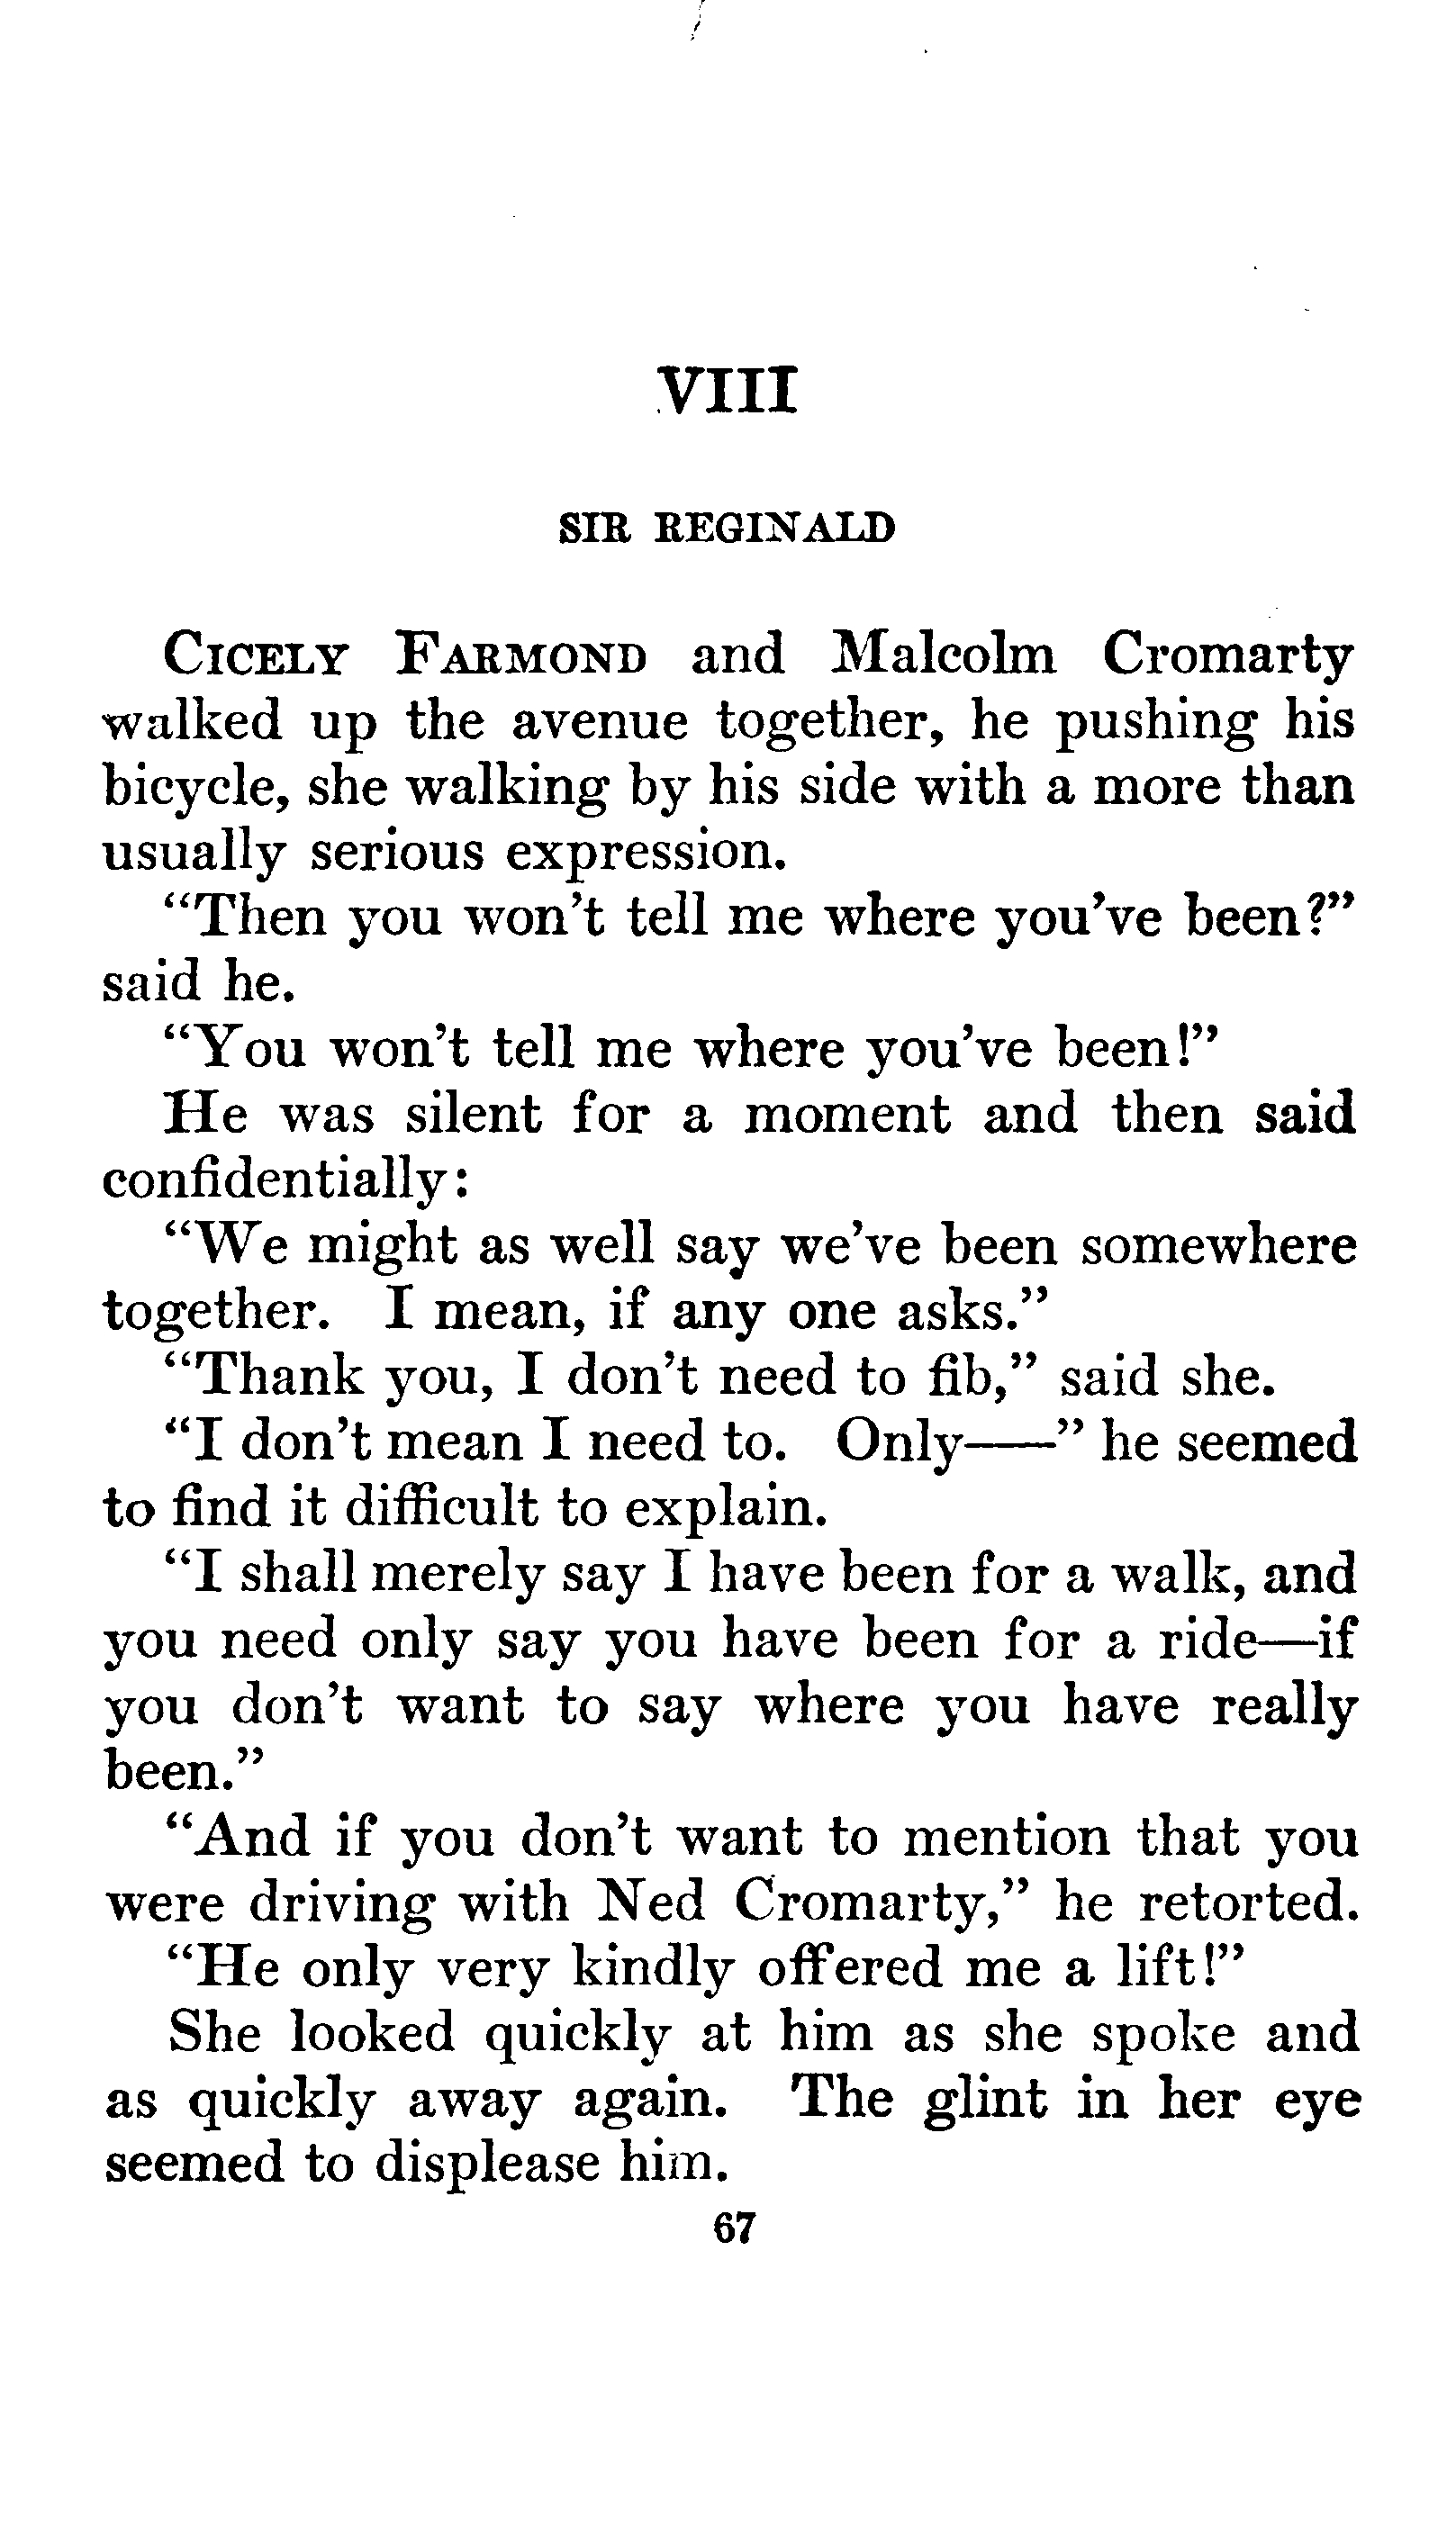 VIII
SIR REGINALD
CICELY FARMOND and Malcolm Cromarty
walked up the avenue together, he pushing his
bicycle, she walking by his side with a more than
usually serious expression.
“Then you won’t tell me where you’ve been?”
said he.
“You won’t tell me where you’ve been!”
He was silent for a moment and then said
confidentially:
“We might as well say we’ve been somewhere
together. I mean, if any one asks.”
“Thank you, I don’t need to fib,” said she.
“I don’t mean I need to. Only——” he seemed
to find it difficult to explain.
“I shall merely say I have been for a walk, and
you need only say you have been for a ride—if
you don’t want to say where you have really
been.”
“And if you don’t want to mention that you
were driving with Ned Cromarty,” he retorted.
“He only very kindly offered me a lift!”
She looked quickly at him as she spoke and
as quickly away again. The glint in her eye
seemed to displease him.
67